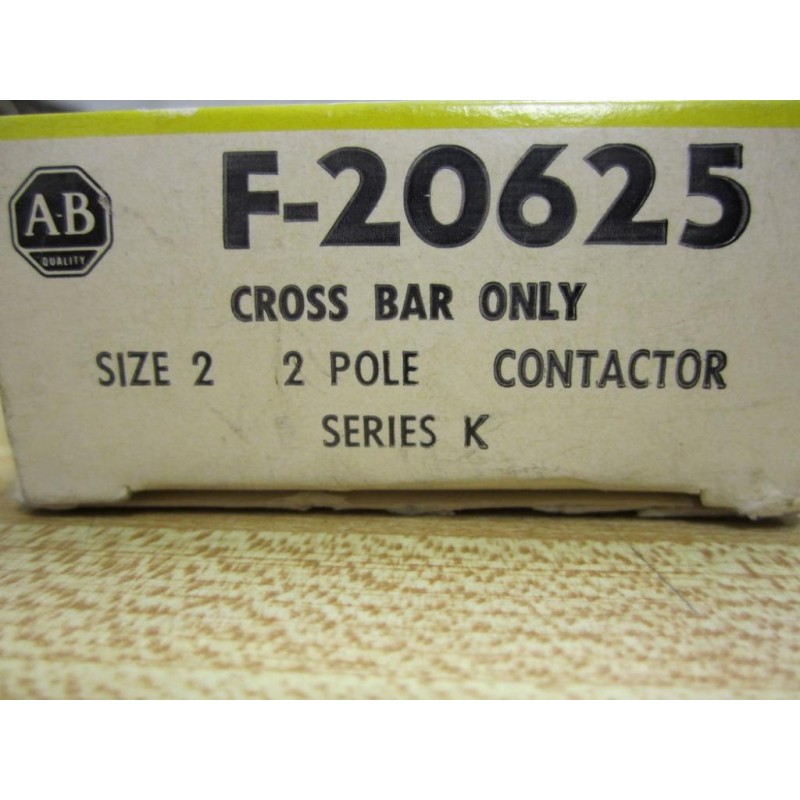 A-B
QUALITY
F-20625
CROSS BAR ONLY
SIZE 2 2 POLE CONTACTOR
SERIES K